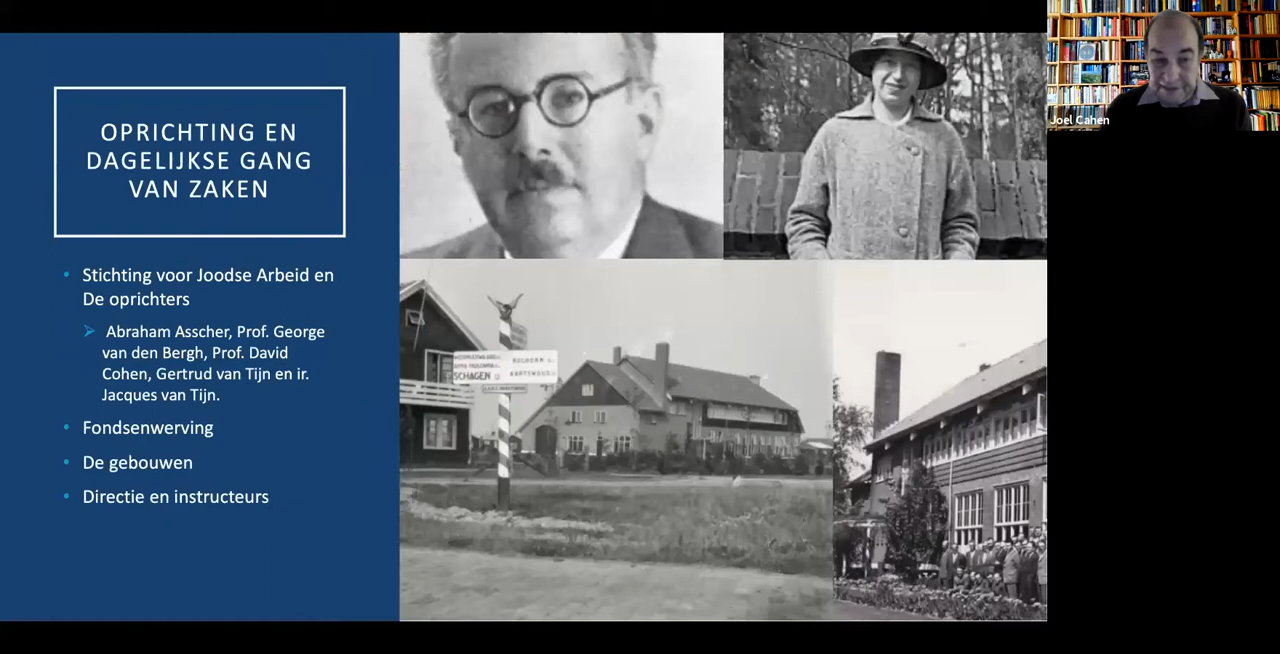 OPRICHTING EN
DAGELIJKSE GANG
VAN ZAKEN
• Stichting voor Joodse Arbeid en
De oprichters
➢ Abraham Asscher, Prof. George
van den Bergh, Prof. David
Cohen, Gertrud van Tijn en ir.
Jacques van Tijn.
• Fondsenwerving
• De gebouwen
• Directie en instructeurs
SCHAGEN
KOLHORN
AARTSWOUD
Joel Cahen